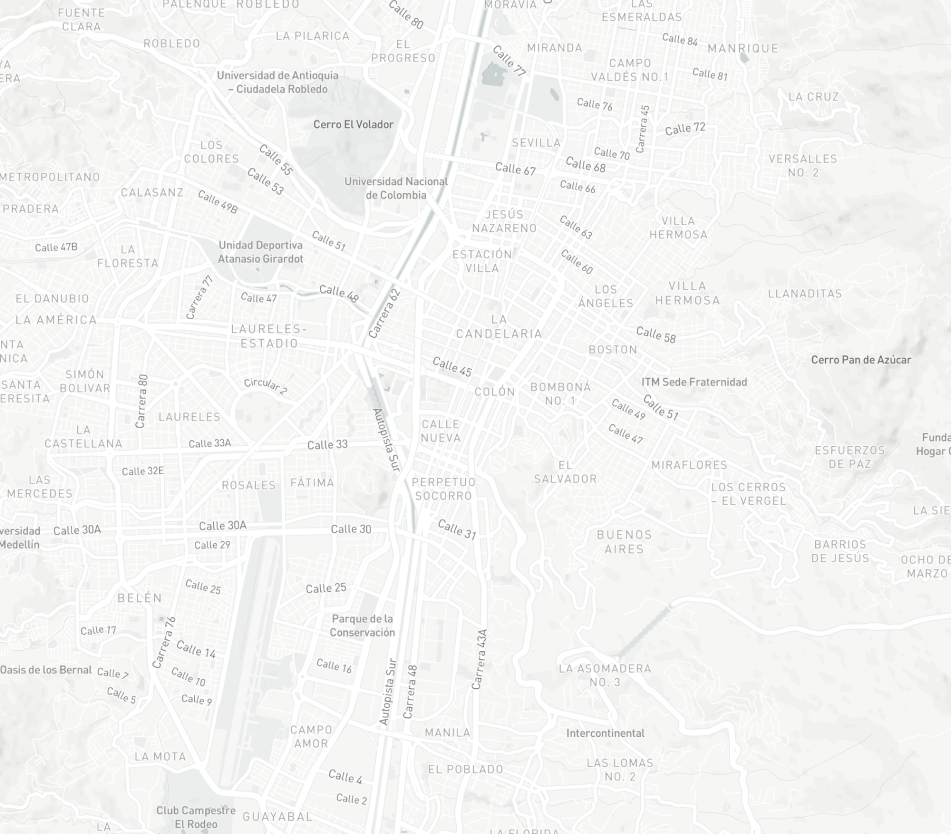 MORAVIA
LAS
ESMERALDAS
PALENQUE ROBLEDO
FUENTE
CLARA
Calle 80
LA PILARICA
ROBLEDO
EL
PROGRESO
Calle 84
MANRIQUE
MIRANDA
Calle 77
CAMPO
VALDÉS NO.1
Calle 81
Universidad de Antioquia
– Ciudadela Robledo
LA CRUZ
Calle 76
Carrera 45
Cerro El Volador
Calle 72
SEVILLA
LOS
COLORES
Calle 55
Calle 70
VERSALLES
NO. 2
Calle 67
Calle 68
METROPOLITANO
Calle 53
Universidad Nacional
de Colombia
Calle 66
CALASANZ
Calle 49B
PRADERA
JESÚS
NAZARENO
Calle 63
VILLA
HERMOSA
Calle 51
Calle 47B
LA
FLORESTA
Unidad Deportiva
Atanasio Girardot
ESTACIÓN
VILLA
Calle 60
Carrera 77
Calle 47
Calle 48
LOS
ÁNGELES
VILLA
HERMOSA
LLANADITAS
EL DANUBIO
Carrera 62
LA AMÉRICA
LAURELES-
ESTADIO
LA
CANDELARIA
Calle 58
BOSTON
Cerro Pan de Azúcar
SIMÓN
BOLIVAR
SANTA
Calle 45
Circular 2
COLÓN
BOMBONÁ
NO. 1
ITM Sede Fraternidad
Carrera 80
LAURELES
Calle 49
Calle 51
LA
CASTELLANA
Calle 33A
Calle 33
Autopista Sur
CALLE
NUEVA
Calle 47
ESFUERZOS
DE PAZ
Calle 32E
EL
SALVADOR
MIRAFLORES
LAS
MERCEDES
ROSALES
FÁTIMA
PERPETUO
SOCORRO
LOS CERROS
– EL VERGEL
Calle 30A
Calle 30A
Calle 30
Calle 31
Medellín
Calle 29
BUENOS
AIRES
BARRIOS
DE JESÚS
OCHO DE
MARZO
Calle 25
Calle 25
BELÉN
Parque de la
Conservación
Calle 17
Carrera 76
Calle 14
Carrera 43A
Calle 16
Oasis de los Bernal
Calle 7
Calle 10
LA ASOMADERA
NO. 3
Calle 5
Calle 9
Autopista Sur
Carrera 48
CAMPO
AMOR
MANILA
Intercontinental
LA MOTA
EL POBLADO
LAS LOMAS
NO. 2
Calle 4
Calle 2
Club Campestre
El Rodeo
GUAYABAL
LA
LA FLORIDA